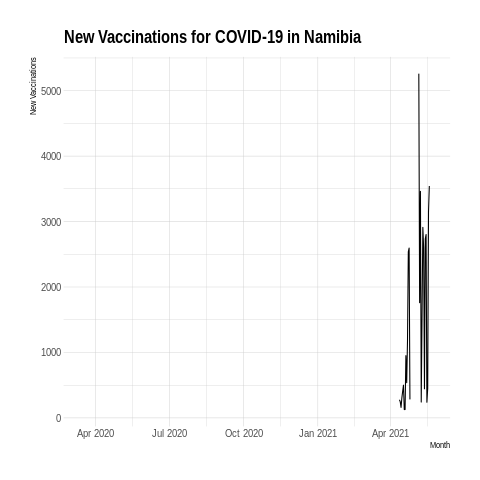 New Vaccinations for COVID-19 in Namibia
New Vaccinations
5000
4000
3000
2000
1000
0
Apr 2020 Jul 2020 Oct 2020 Jan 2021 Apr 2021
Month